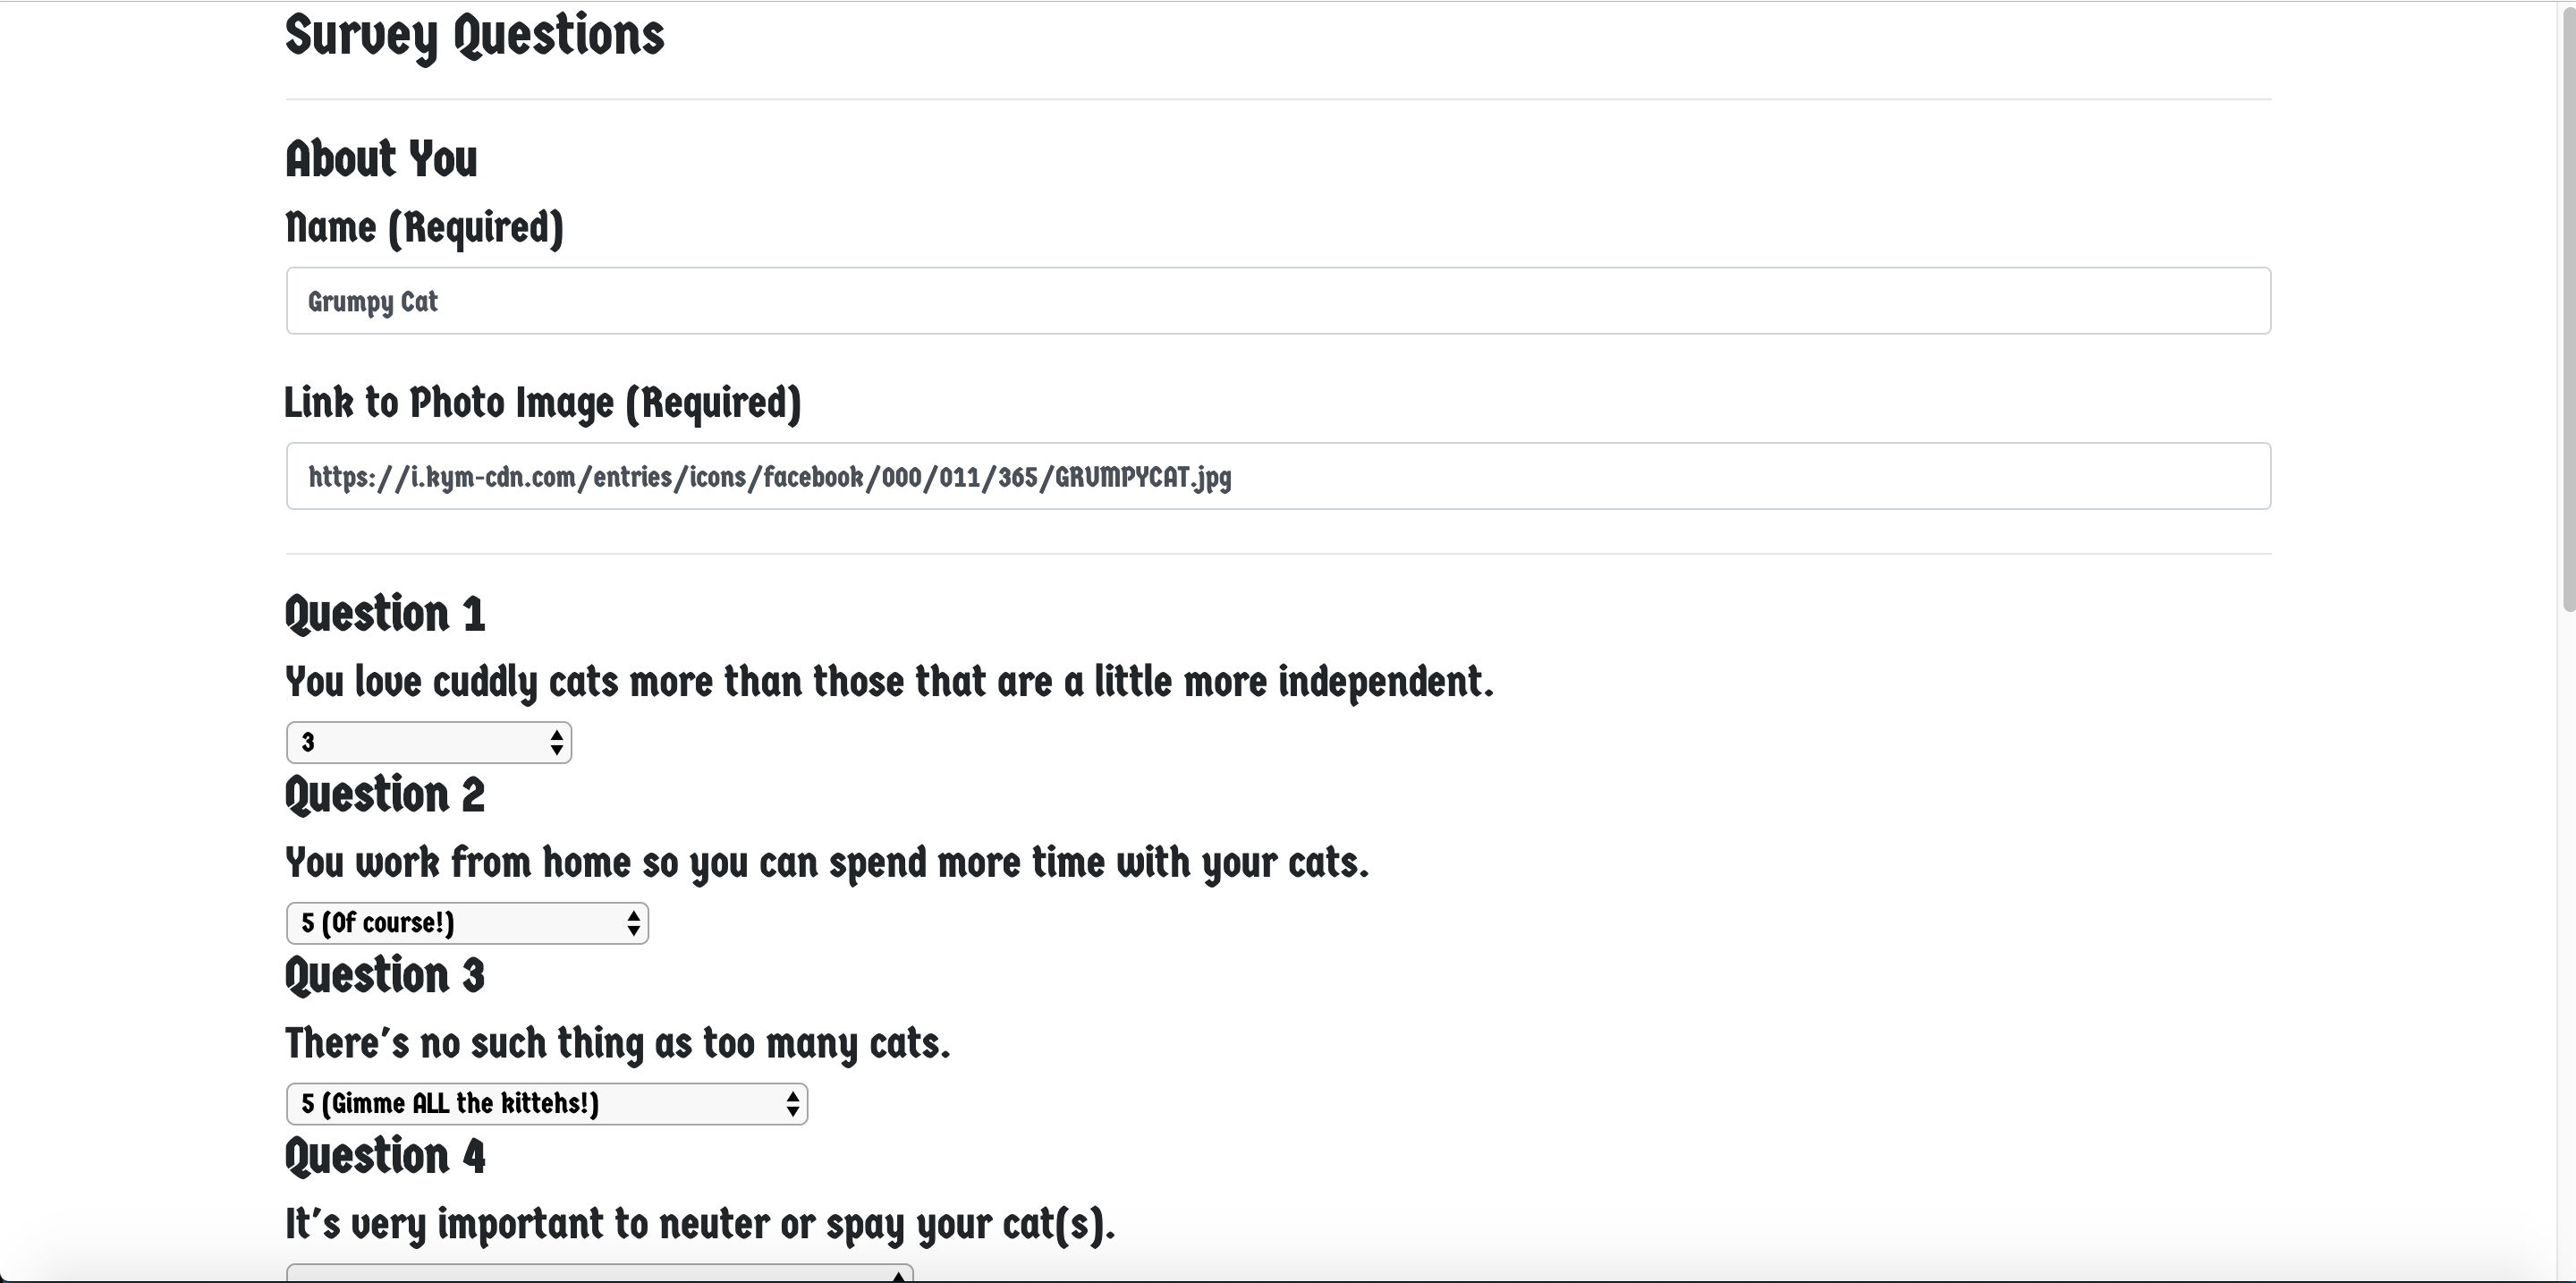 Survey Questions
About You
Name (Required)
Grumpy Cat
Link to Photo Image (Required)
https://i.kym-cdn.com/entries/icons/facebook/000/011/365/GRUMPYCAT.jpg
Question 1
You love cuddly cats more than those that are a little more independent.
3
Question 2
You work from home so you can spend more time with your cats.
5 (Of course!)
Question 3
There's no such thing as too many cats.
5 (Gimme ALL the kittehs!)
Question 4
It's very important to neuter or spay your cat(s).